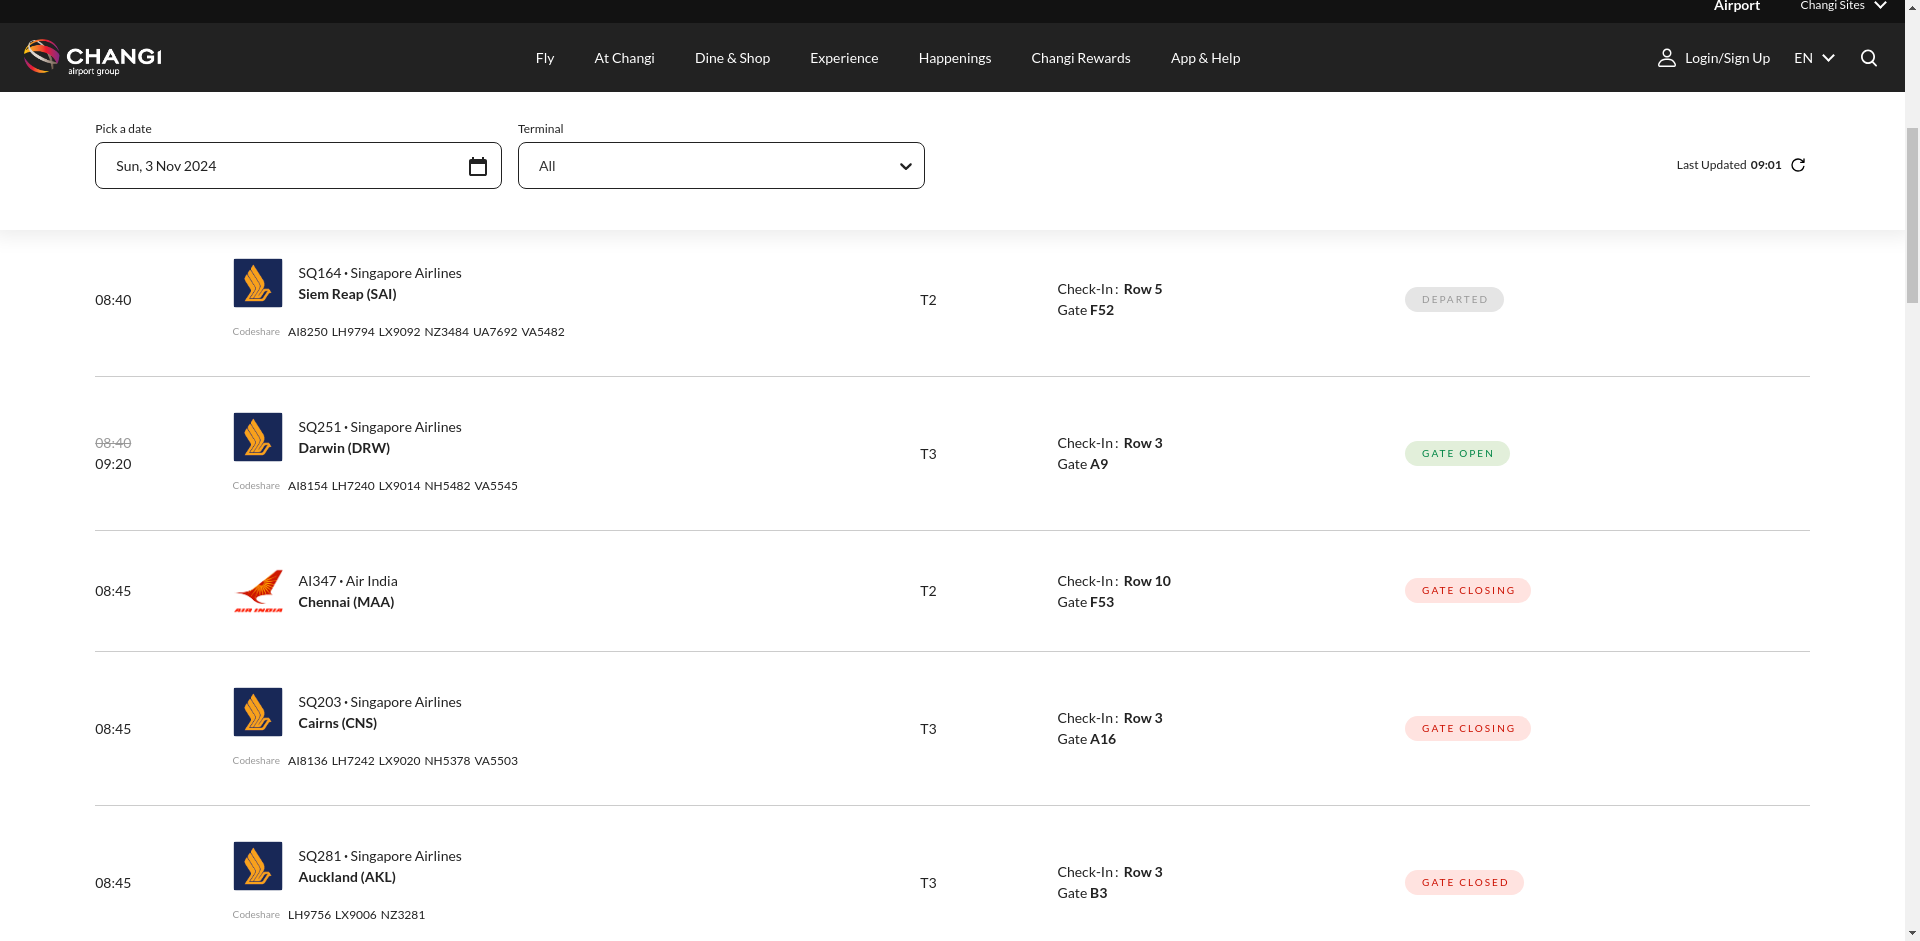 Airport
Changi Sites
CHANGI
airport group
Fly
At Changi
Dine & Shop
Experience
Happenings
Changi Rewards
App & Help
Login/Sign Up
EN
Pick a date
Sun, 3 Nov 2024
Terminal
All
Last Updated 09:01
08:40
SQ164 · Singapore Airlines
Siem Reap (SAI)
Codeshare AI8250 LH9794 LX9092 NZ3484 UA7692 VA5482
T2
Check-In : Row 5
Gate F52
DEPARTED
08:40
09:20
SQ251 · Singapore Airlines
Darwin (DRW)
Codeshare AI8154 LH7240 LX9014 NH5482 VA5545
T3
Check-In : Row 3
Gate A9
GATE OPEN
08:45
AIR INDIA
AI347 · Air India
Chennai (MAA)
T2
Check-In : Row 10
Gate F53
GATE CLOSING
08:45
SQ203 · Singapore Airlines
Cairns (CNS)
Codeshare AI8136 LH7242 LX9020 NH5378 VA5503
T3
Check-In : Row 3
Gate A16
GATE CLOSING
08:45
SQ281 · Singapore Airlines
Auckland (AKL)
Codeshare LH9756 LX9006 NZ3281
T3
Check-In : Row 3
Gate B3
GATE CLOSED